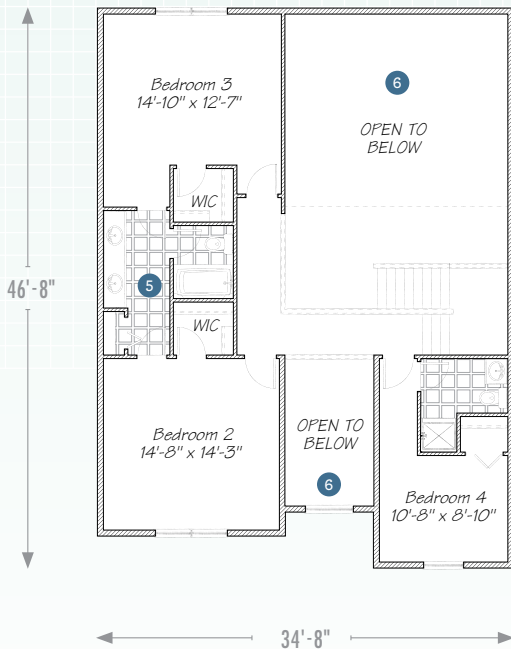 Bedroom 3
14'-10" x 12'-7"
6
OPEN TO
BELOW
WIC
46'-8"
5
WIC
Bedroom 2
14'-8" x 14'-3"
OPEN TO
BELOW
6
Bedroom 4
10'-8" x 8'-10"
34'-8"